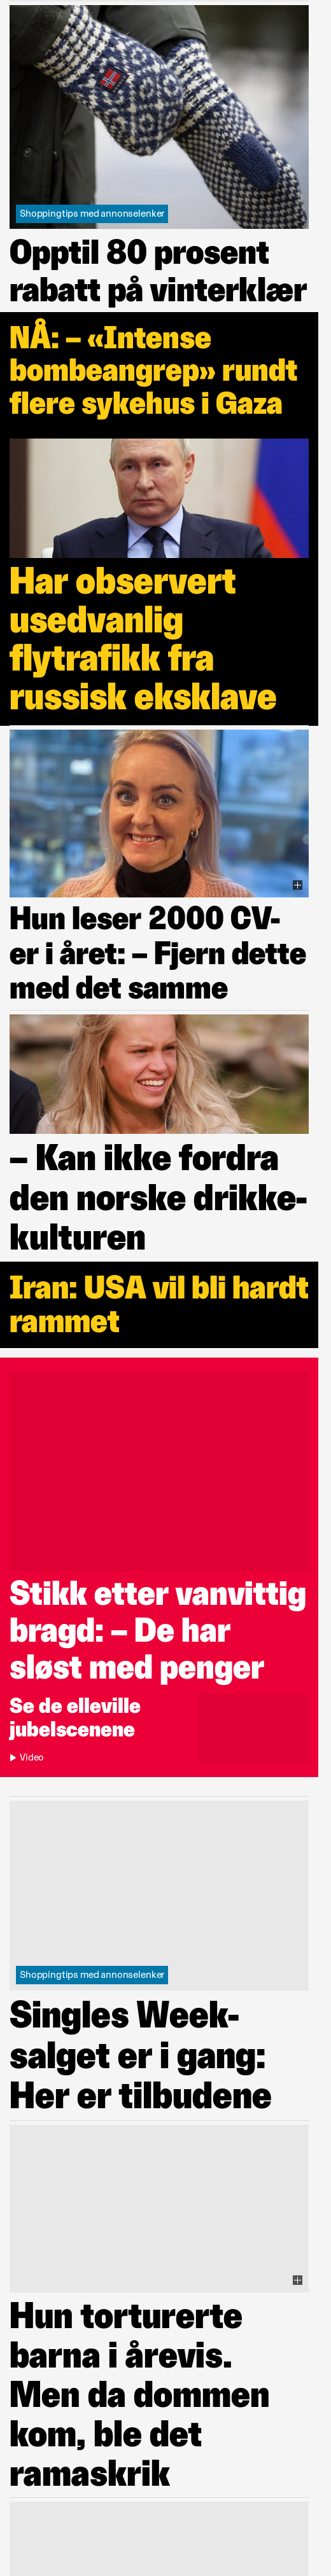 Shoppingtips med annonselenker
Opptil 80 prosent
rabatt på vinterklær
NÅ: – «Intense
bombeangrep» rundt
flere sykehus i Gaza
Har observert
usedvanlig
flytrafikk fra
russisk eksklave
Hun leser 2000 CV-
er i året: – Fjern dette
med det samme
– Kan ikke fordra
den norske drikke-
kulturen
Iran: USA vil bli hardt
rammet
Stikk etter vanvittig
bragd: – De har
sløst med penger
Se de elleville
jubelscenene
Video
Shoppingtips med annonselenker
Singles Week-
salget er i gang:
Her er tilbudene
Hun torturerte
barna i årevis.
Men da dommen
kom, ble det
ramaskrik